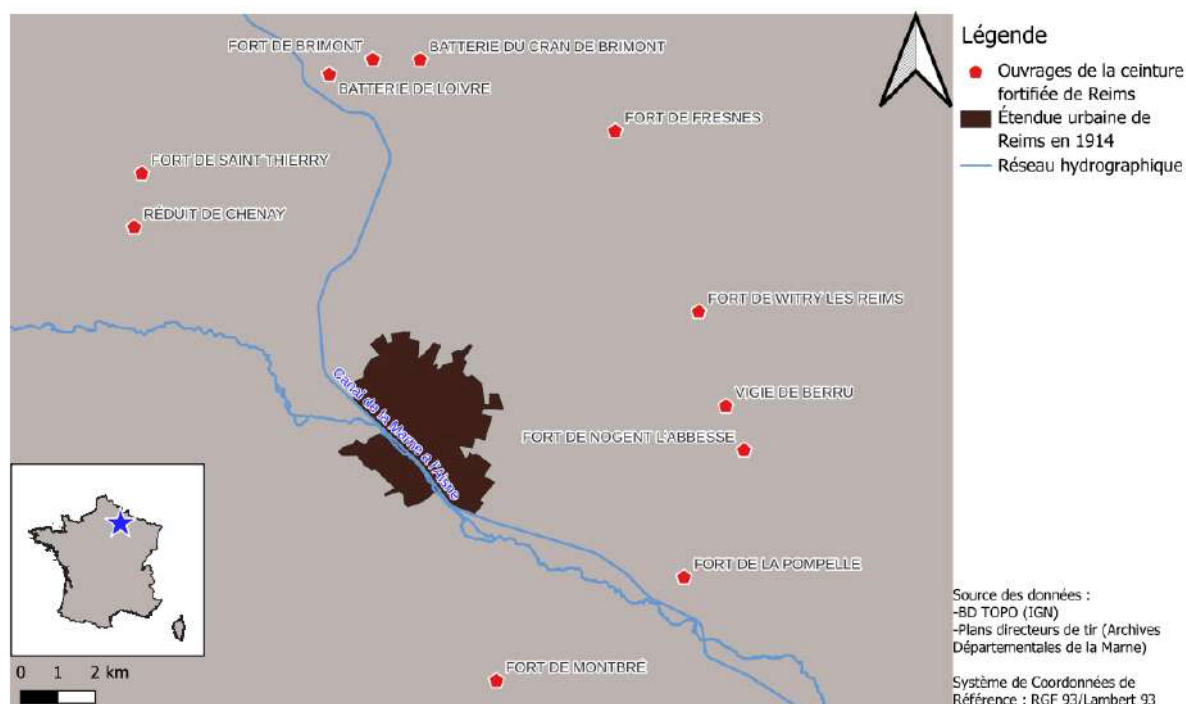 FORT DE BRIMONT
BATTERIE DU CRAN DE BRIMONT
BATTERIE DE LOIVRE
FORT DE FRESNES
FORT DE SAINT THIERRY
RÉDUIT DE CHENAY
FORT DE WITRY LES REIMS
VIGIE DE BERRU
FORT DE NOGENT L'ABBESSE
Canal de la Marne à l'Aisne
FORT DE LA POMPELLE
FORT DE MONTBRÉ
0 1 2 km
Légende
Ouvrages de la ceinture
fortifiée de Reims
Étendue urbaine de
Reims en 1914
Réseau hydrographique
Source des données :
-BD TOPO (IGN)
-Plans directeurs de tir (Archives
Départementales de la Marne)
Système de Coordonnées de
Référence : RGF 93/Lambert 93